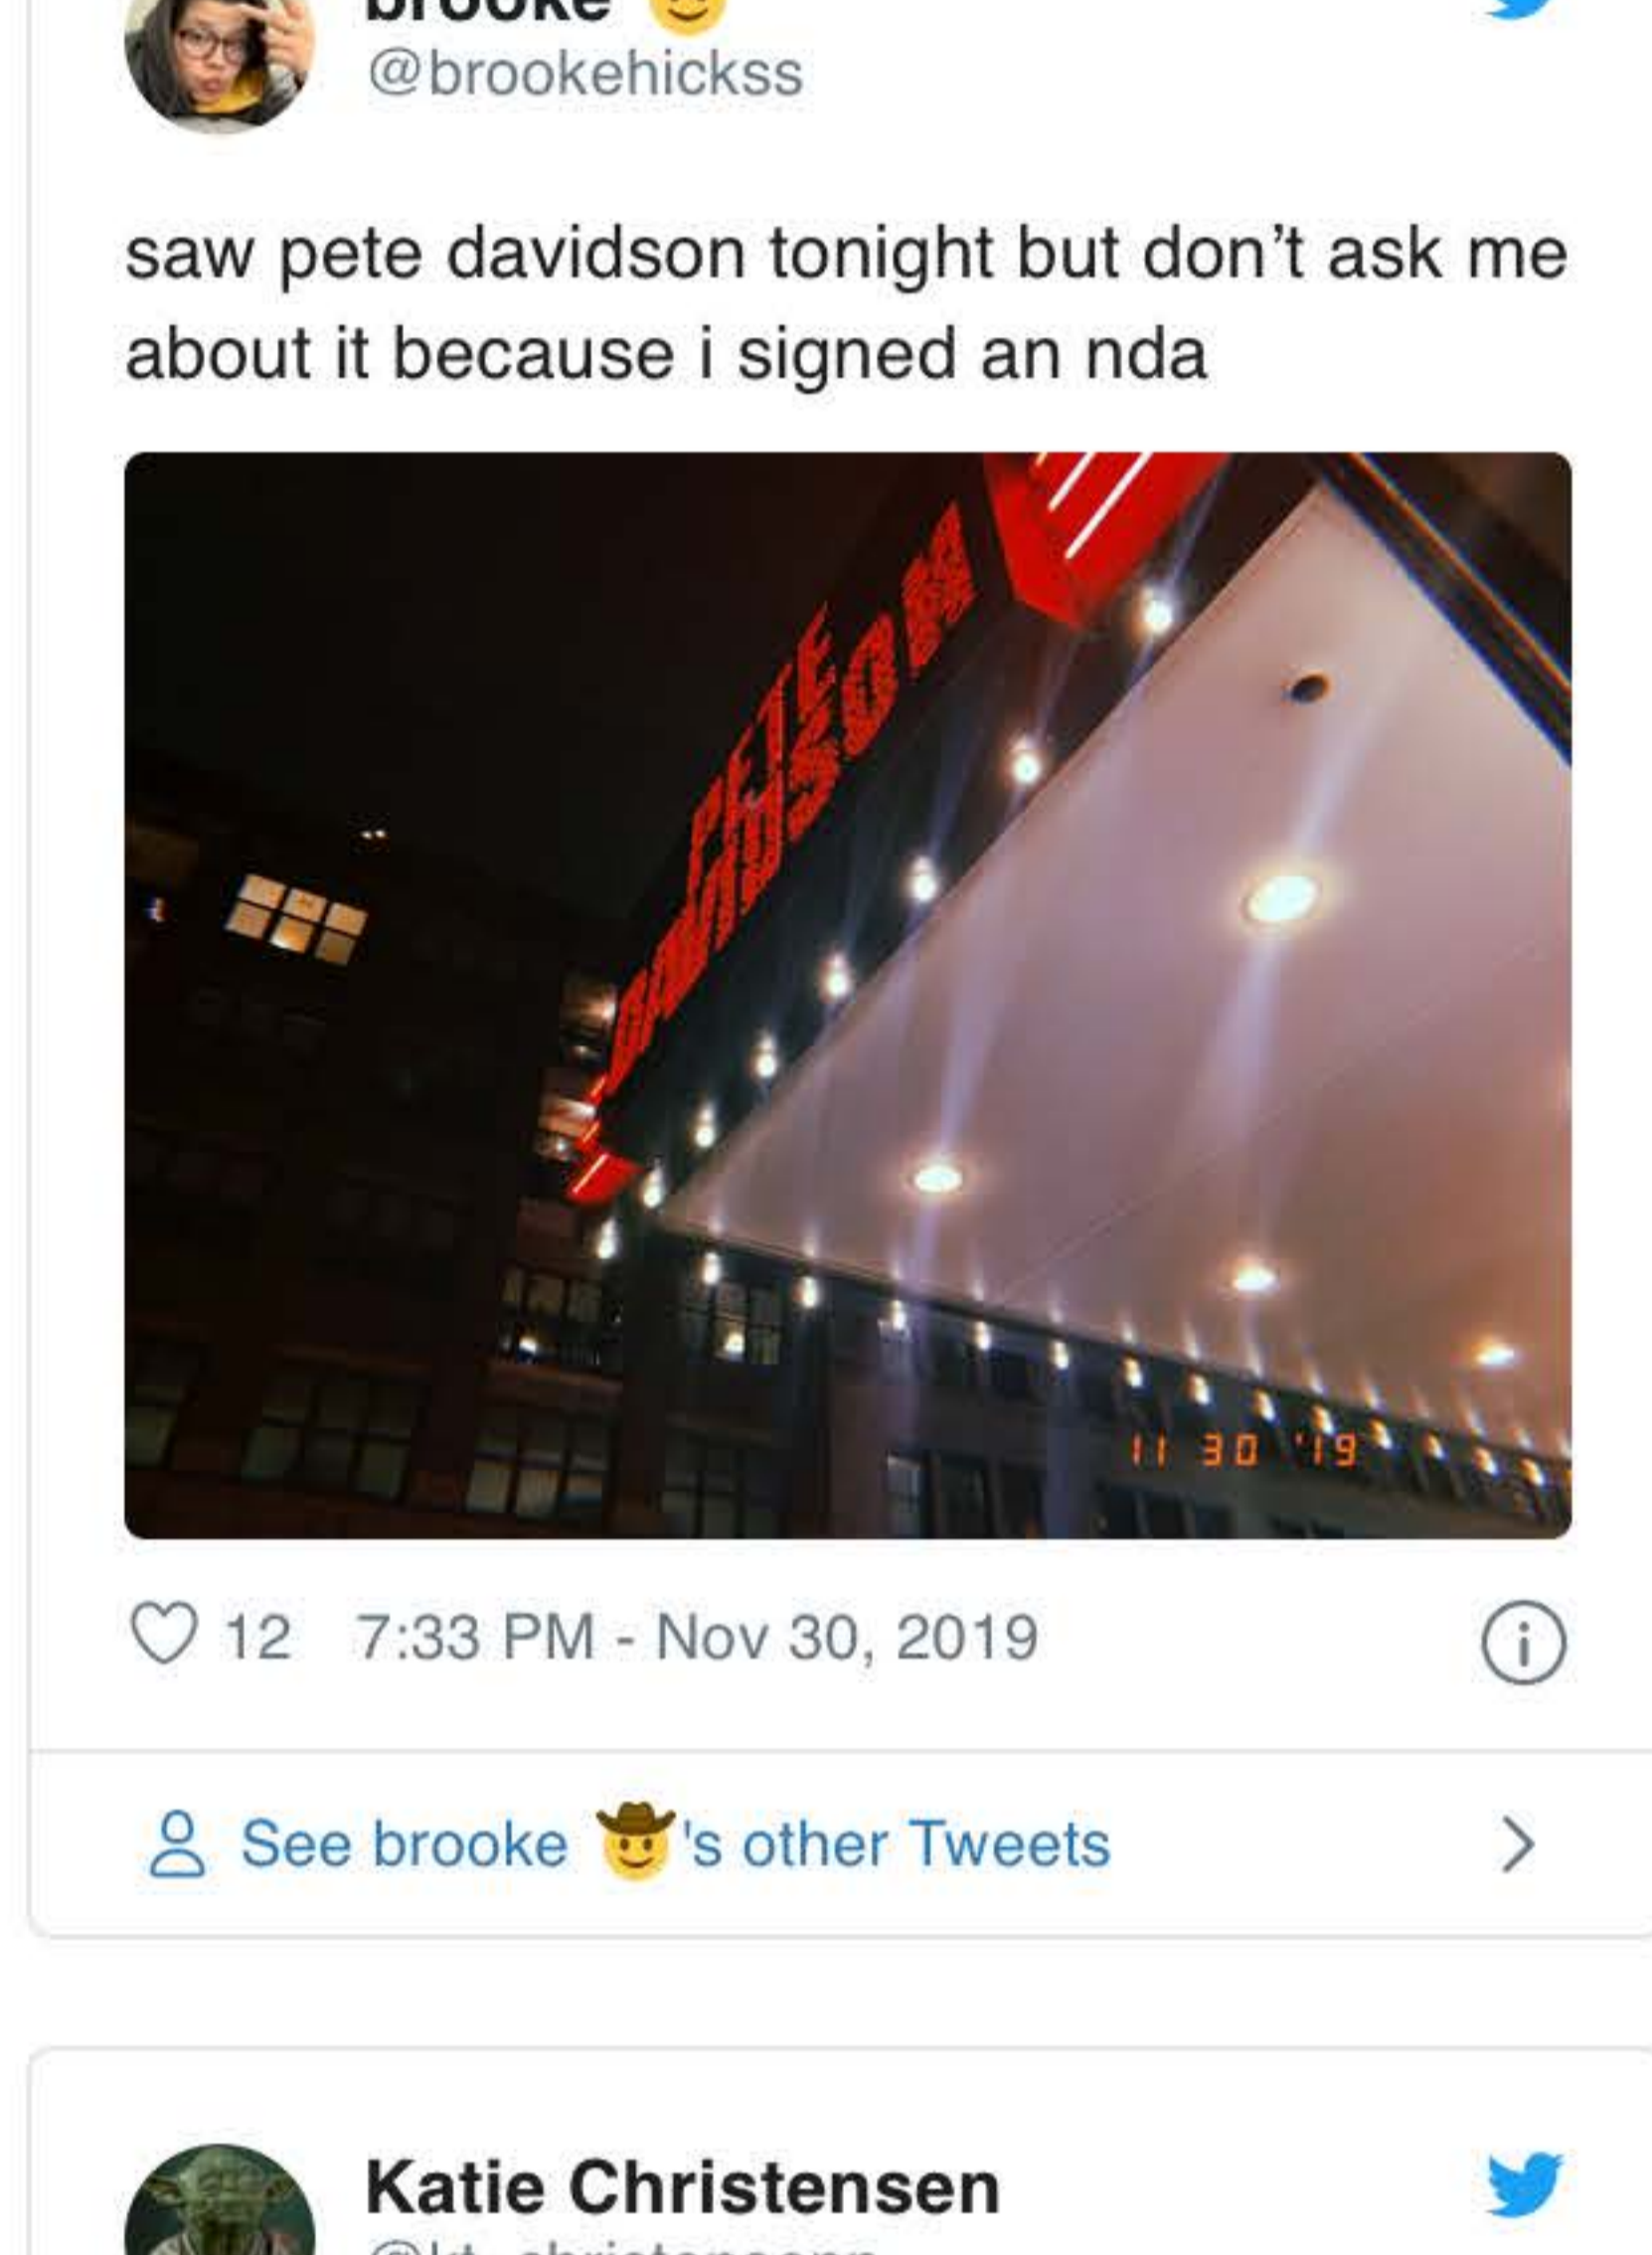 brooke 🤠
@brookehickss
saw pete davidson tonight but don’t ask me
about it because i signed an nda
PETE
DAVIDSON
11 30 '19
12 7:33 PM - Nov 30, 2019
See brooke 🤠's other Tweets
Katie Christensen